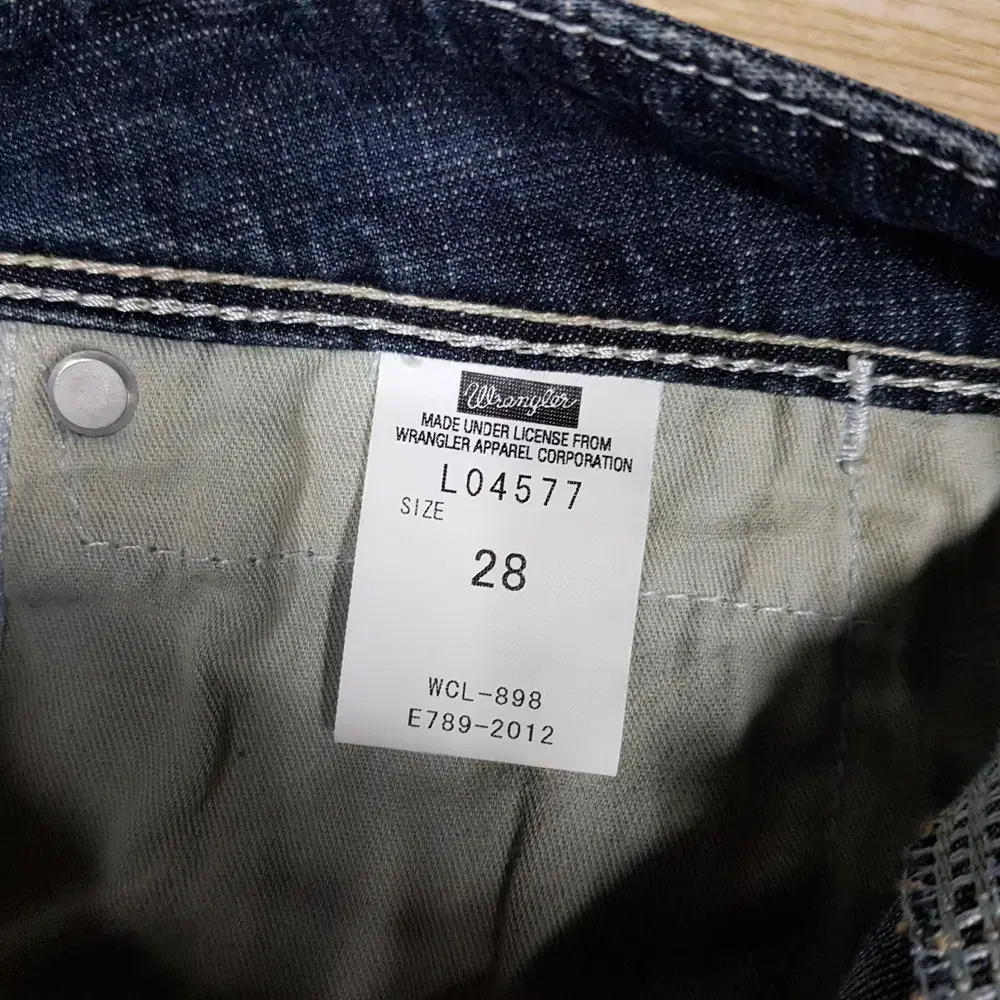 Wrangler
MADE UNDER LICENSE FROM
WRANGLER APPAREL CORPORATION
L04577
SIZE
28
WCL-898
E789-2012